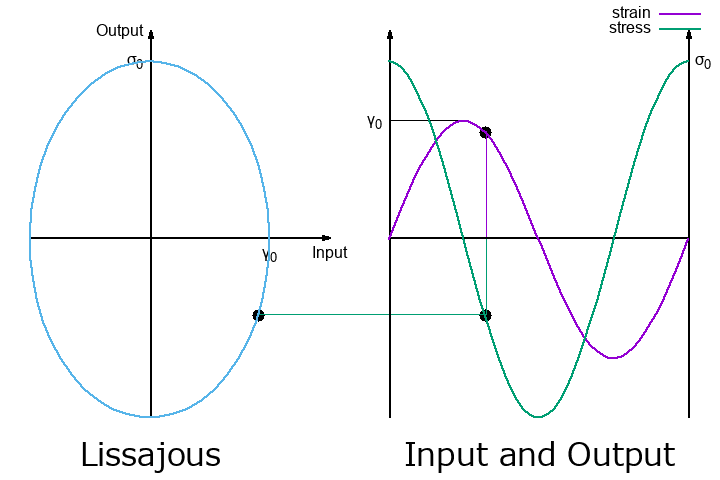 Output
σ0
γ0
Input
Lissajous
strain
stress
σ0
γ0
Input and Output